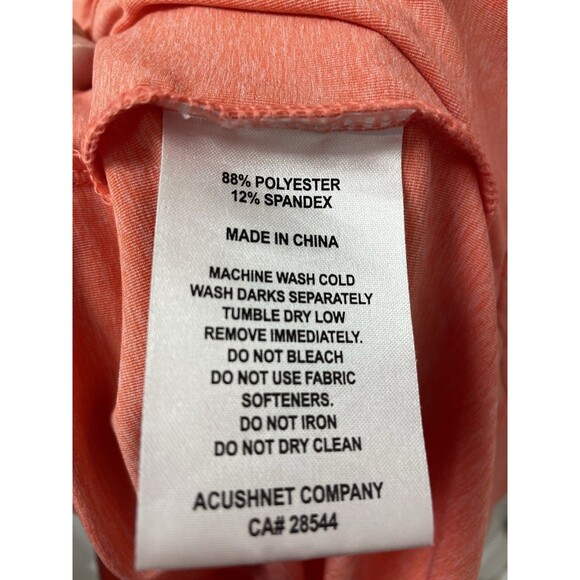 88% POLYESTER
12% SPANDEX
MADE IN CHINA
MACHINE WASH COLD
WASH DARKS SEPARATELY
TUMBLE DRY LOW
REMOVE IMMEDIATELY.
DO NOT BLEACH
DO NOT USE FABRIC
SOFTENERS.
DO NOT IRON
DO NOT DRY CLEAN
ACUSHNET COMPANY
CA# 28544